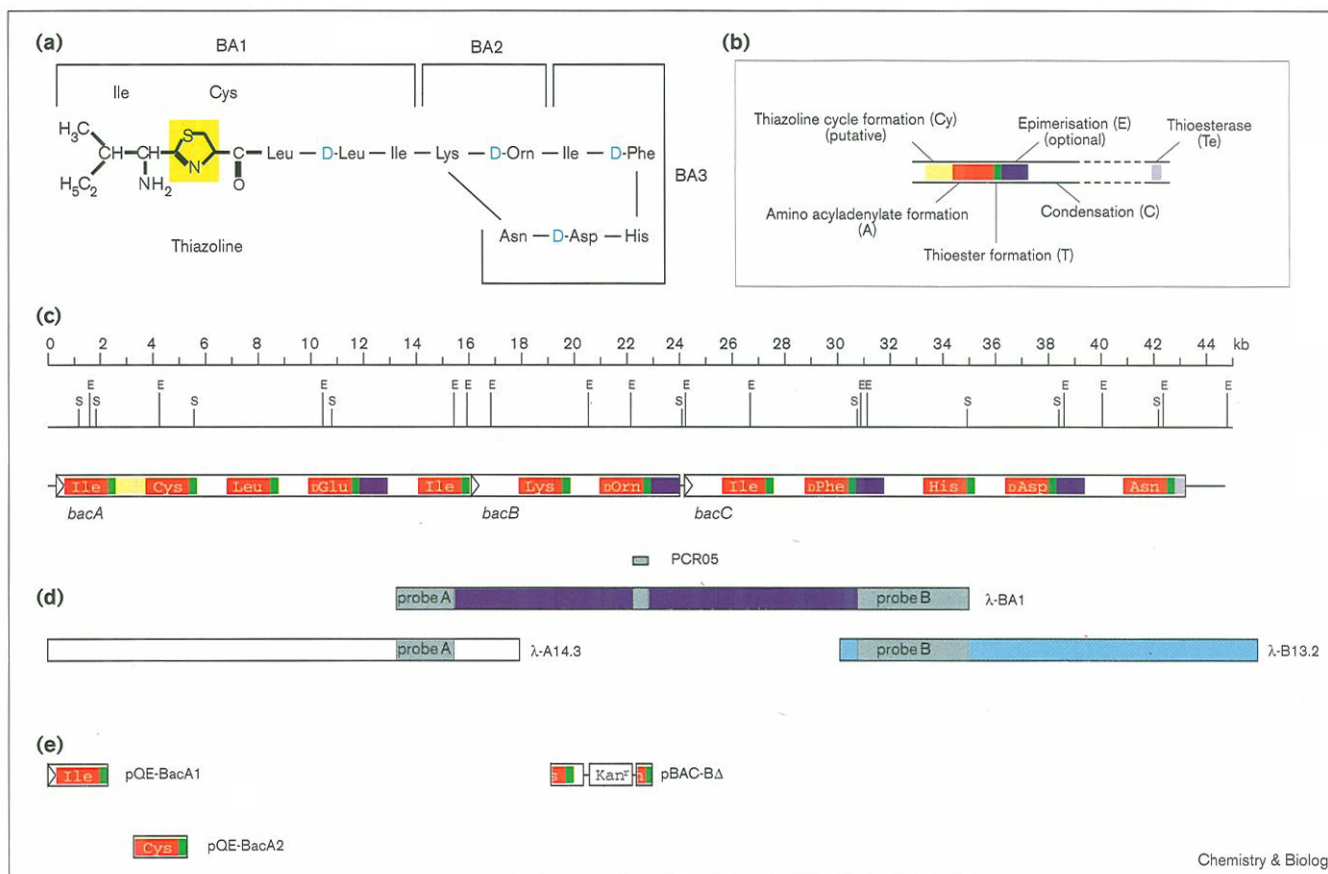 (a)
BA1
BA2
Ile
Cys
H₃C
S
CH—CH
C — Leu — D-Leu — Ile — Lys — D-Orn — Ile — D-Phe
N
H₅C₂
NH₂
O
BA3
Asn — D-Asp — His
Thiazoline
(b)
Thiazoline cycle formation (Cy)
(putative)
Epimerisation (E)
(optional)
Thioesterase
(Te)
Amino acyladenylate formation
(A)
Condensation (C)
Thioester formation (T)
(c)
0 2 4 6 8 10 12 14 16 18 20 22 24 26 28 30 32 34 36 38 40 42 44 kb
S E S E S E S E E E E E S E E S E E S S E E S E E
Ile Cys Leu DGlu Ile Lys DOrn Ile DPhe His DAsp Asn
bacA bacB bacC
PCR05
(d)
probe A probe B λ-BA1
probe A λ-A14.3 probe B λ-B13.2
(e)
Ile pQE-BacA1 s Kanʳ n pBAC-BΔ
Cys pQE-BacA2
Chemistry & Biolog